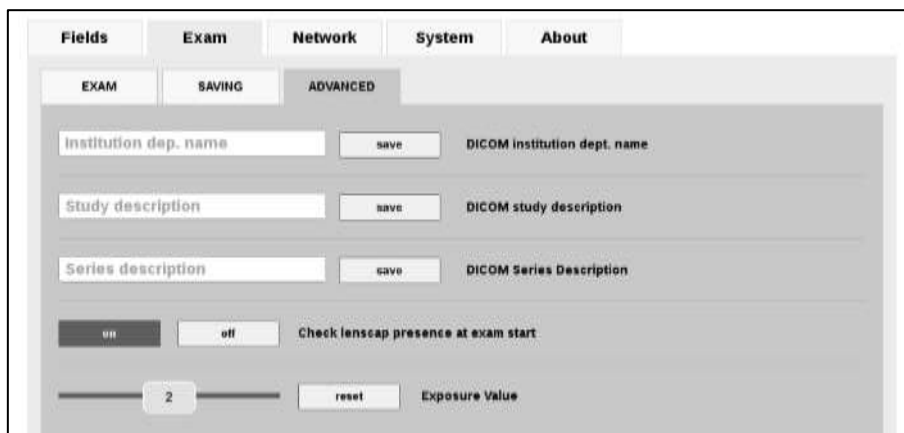 Fields Exam Network System About
EXAM SAVING ADVANCED
Institution dep. name save DICOM institution dept. name
Study description save DICOM study description
Series description save DICOM Series Description
on off Check lenscap presence at exam start
2 reset Exposure Value